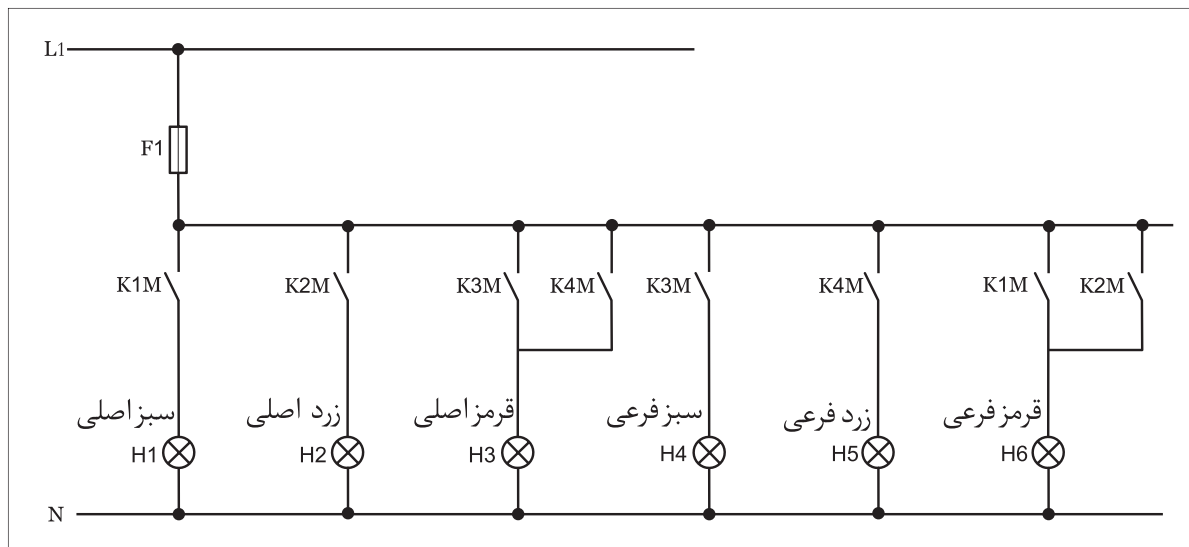 L1
F1
K1M
K2M
K3M
K4M
K3M
K4M
K1M
K2M
سبز اصلی
زرد اصلی
قرمز اصلی
سبز فرعی
زرد فرعی
قرمز فرعی
H1
H2
H3
H4
H5
H6
N